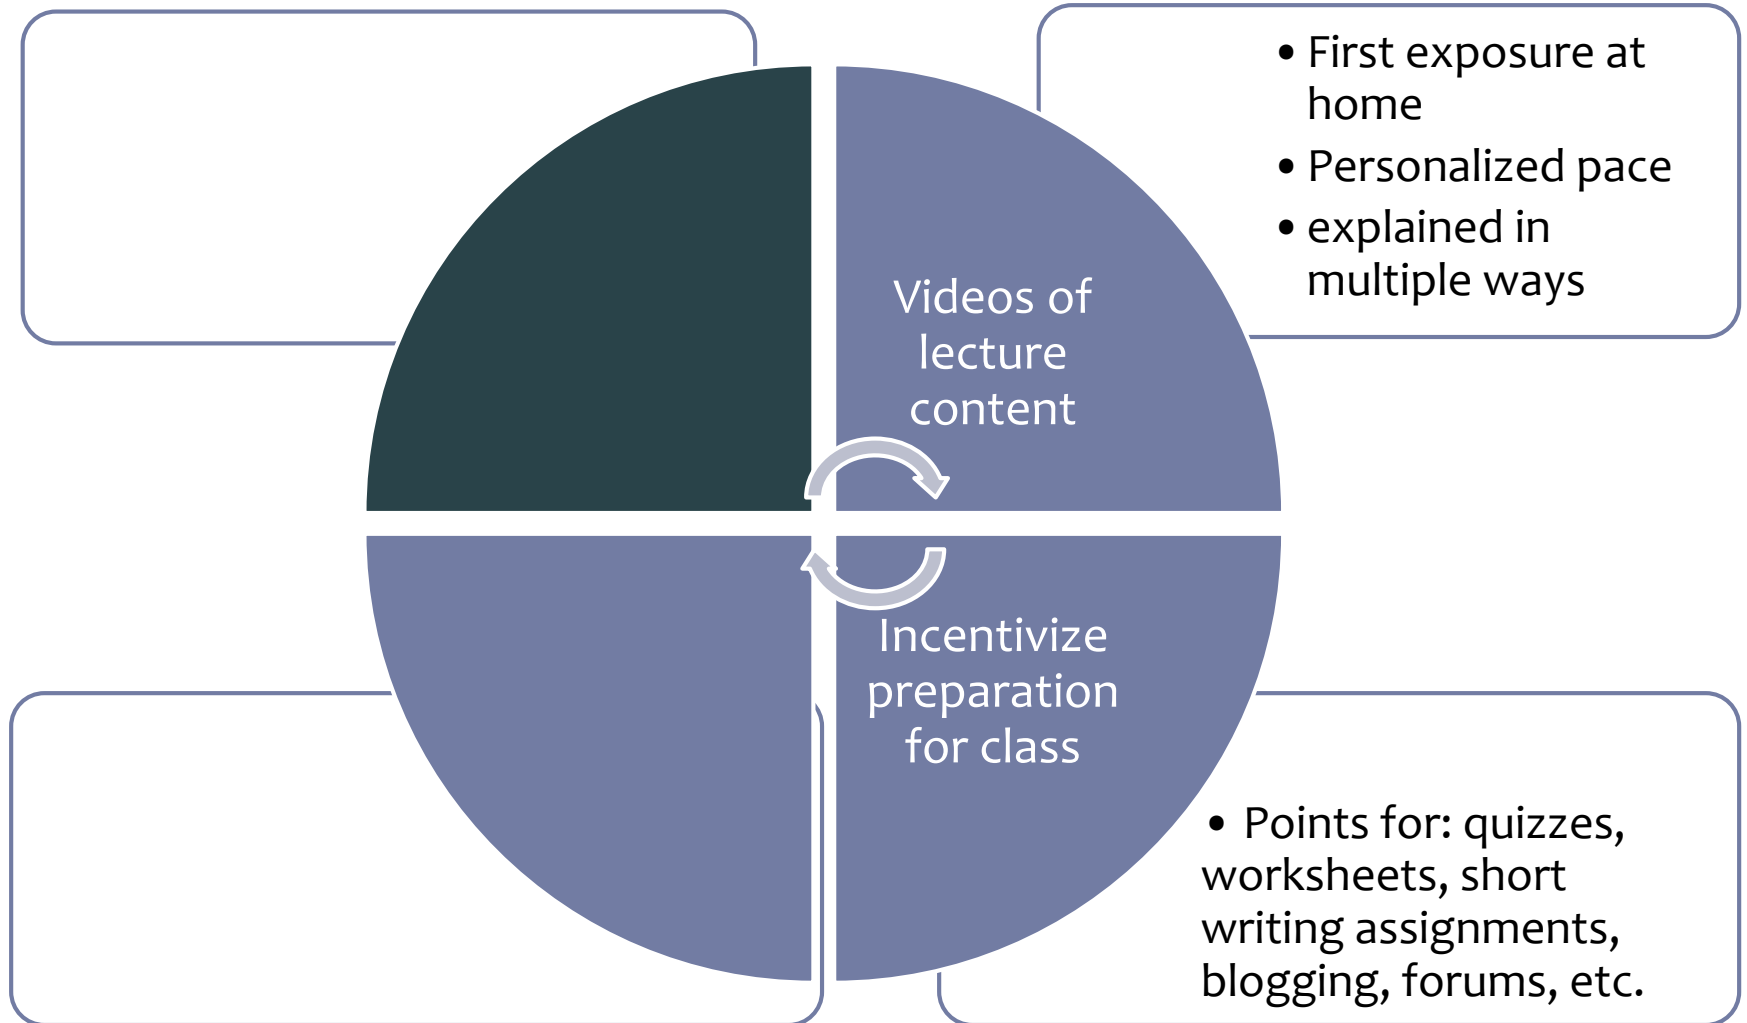 • First exposure at
home
• Personalized pace
• explained in
multiple ways
Videos of
lecture
content
Incentivize
preparation
for class
• Points for: quizzes,
worksheets, short
writing assignments,
blogging, forums, etc.